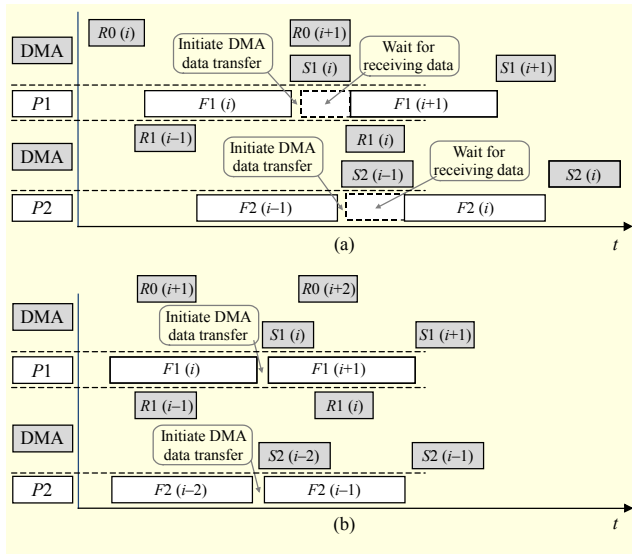 R0 (i)
R0 (i+1)
Initiate DMA
data transfer
Wait for
receiving data
DMA
S1 (i)
S1 (i+1)
P1
F1 (i)
F1 (i+1)
R1 (i–1)
R1 (i)
Initiate DMA
data transfer
Wait for
receiving data
DMA
S2 (i–1)
S2 (i)
P2
F2 (i–1)
F2 (i)
(a)
t
R0 (i+1)
R0 (i+2)
DMA
Initiate DMA
data transfer
S1 (i)
S1 (i+1)
P1
F1 (i)
F1 (i+1)
R1 (i–1)
R1 (i)
DMA
Initiate DMA
data transfer
S2 (i–2)
S2 (i–1)
P2
F2 (i–2)
F2 (i–1)
(b)
t